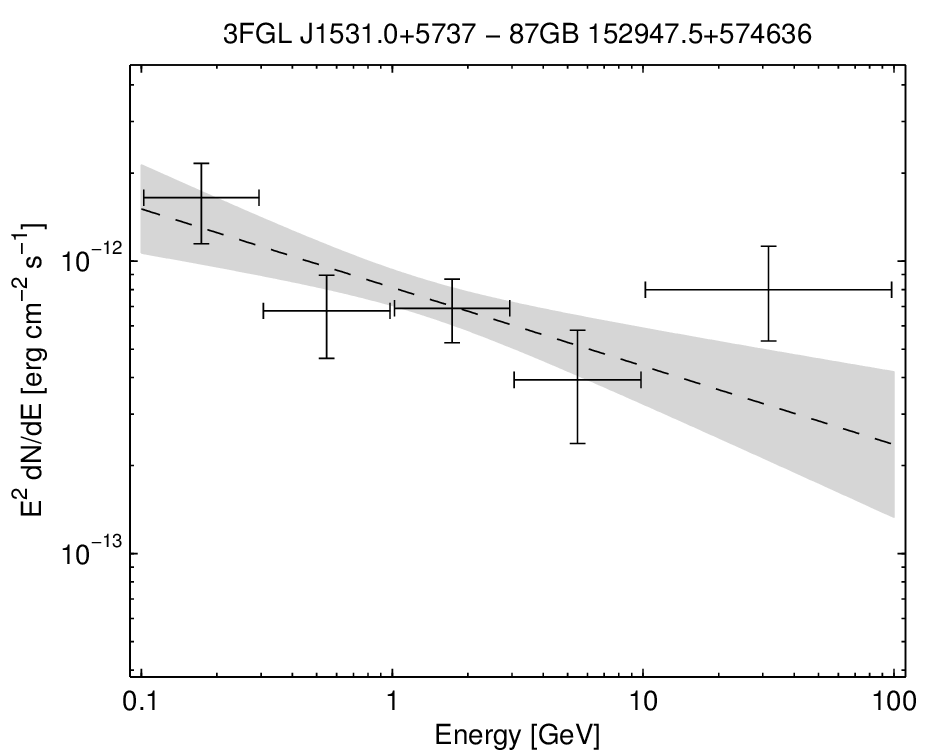 3FGL J1531.0+5737 − 87GB 152947.5+574636
E² dN/dE [erg cm⁻² s⁻¹]
10⁻¹²
10⁻¹³
0.1 1 10 100
Energy [GeV]